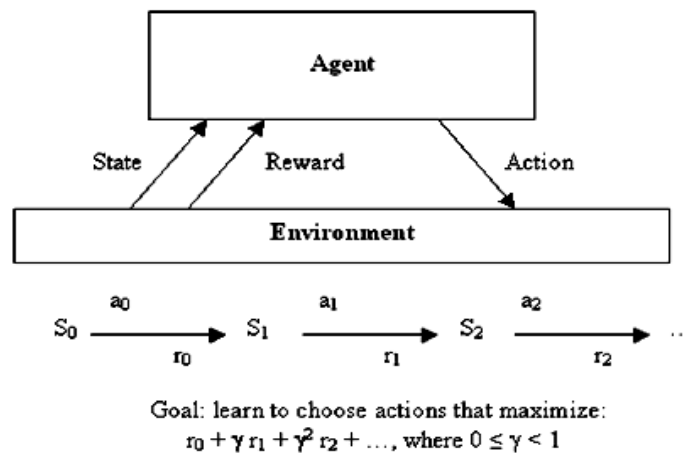 Agent
State Reward Action
Environment
a₀ a₁ a₂
S₀ S₁ S₂ ..
r₀ r₁ r₂
Goal: learn to choose actions that maximize:
r₀ + γ r₁ + γ² r₂ + …, where 0 ≤ γ < 1